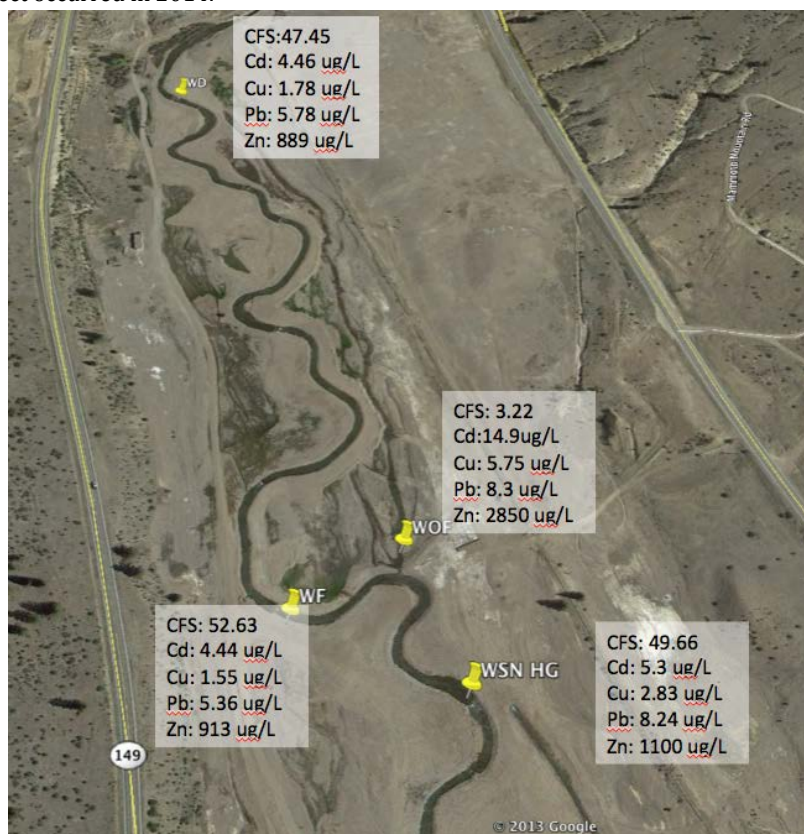 CFS:47.45
Cd: 4.46 ug/L
Cu: 1.78 ug/L
Pb: 5.78 ug/L
Zn: 889 ug/L
WD
Mammoth Mountain Rd
CFS: 3.22
Cd:14.9ug/L
Cu: 5.75 ug/L
Pb: 8.3 ug/L
Zn: 2850 ug/L
WOF
WF
CFS: 52.63
Cd: 4.44 ug/L
Cu: 1.55 ug/L
Pb: 5.36 ug/L
Zn: 913 ug/L
WSN HG
CFS: 49.66
Cd: 5.3 ug/L
Cu: 2.83 ug/L
Pb: 8.24 ug/L
Zn: 1100 ug/L
149
© 2013 Google